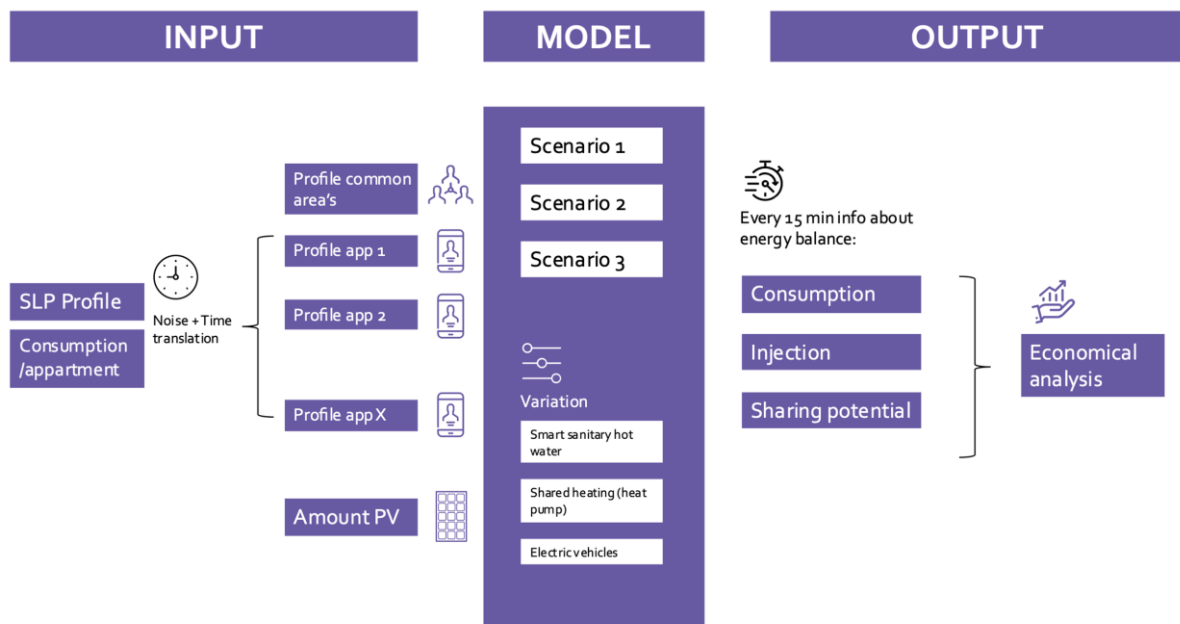 INPUT
MODEL
OUTPUT
SLP Profile
Consumption
/appartment
Noise + Time
translation
Profile common
area's
Profile app 1
Profile app 2
Profile app X
Amount PV
Scenario 1
Scenario 2
Scenario 3
Variation
Smart sanitary hot
water
Shared heating (heat
pump)
Electric vehicles
Every 15 min info about
energy balance:
Consumption
Injection
Sharing potential
Economical
analysis